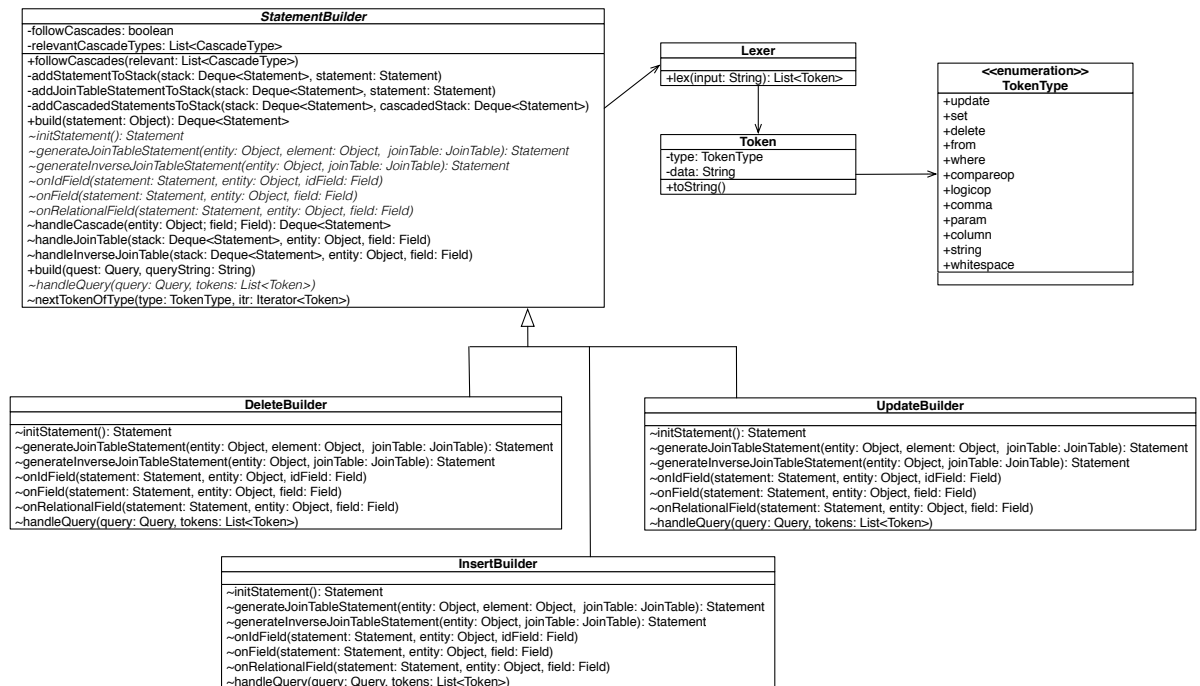 StatementBuilder
-followCascades: boolean
-relevantCascadeTypes: List<CascadeType>
+followCascades(relevant: List<CascadeType>)
-addStatementToStack(stack: Deque<Statement>, statement: Statement)
-addJoinTableStatementToStack(stack: Deque<Statement>, statement: Statement)
-addCascadedStatementsToStack(stack: Deque<Statement>, cascadedStack: Deque<Statement>)
+build(statement: Object): Deque<Statement>
~initStatement(): Statement
~generateJoinTableStatement(entity: Object, element: Object, joinTable: JoinTable): Statement
~generateInverseJoinTableStatement(entity: Object, joinTable: JoinTable): Statement
~onIdField(statement: Statement, entity: Object, idField: Field)
~onField(statement: Statement, entity: Object, field: Field)
~onRelationalField(statement: Statement, entity: Object, field: Field)
~handleCascade(entity: Object; field; Field): Deque<Statement>
~handleJoinTable(stack: Deque<Statement>, entity: Object, field: Field)
~handleInverseJoinTable(stack: Deque<Statement>, entity: Object, field: Field)
+build(quest: Query, queryString: String)
~handleQuery(query: Query, tokens: List<Token>)
~nextTokenOfType(type: TokenType, itr: Iterator<Token>)
Lexer
+lex(input: String): List<Token>
Token
-type: TokenType
-data: String
+toString()
<<enumeration>>
TokenType
+update
+set
+delete
+from
+where
+compareop
+logicop
+comma
+param
+column
+string
+whitespace
DeleteBuilder
~initStatement(): Statement
~generateJoinTableStatement(entity: Object, element: Object, joinTable: JoinTable): Statement
~generateInverseJoinTableStatement(entity: Object, joinTable: JoinTable): Statement
~onIdField(statement: Statement, entity: Object, idField: Field)
~onField(statement: Statement, entity: Object, field: Field)
~onRelationalField(statement: Statement, entity: Object, field: Field)
~handleQuery(query: Query, tokens: List<Token>)
UpdateBuilder
~initStatement(): Statement
~generateJoinTableStatement(entity: Object, element: Object, joinTable: JoinTable): Statement
~generateInverseJoinTableStatement(entity: Object, joinTable: JoinTable): Statement
~onIdField(statement: Statement, entity: Object, idField: Field)
~onField(statement: Statement, entity: Object, field: Field)
~onRelationalField(statement: Statement, entity: Object, field: Field)
~handleQuery(query: Query, tokens: List<Token>)
InsertBuilder
~initStatement(): Statement
~generateJoinTableStatement(entity: Object, element: Object, joinTable: JoinTable): Statement
~generateInverseJoinTableStatement(entity: Object, joinTable: JoinTable): Statement
~onIdField(statement: Statement, entity: Object, idField: Field)
~onField(statement: Statement, entity: Object, field: Field)
~onRelationalField(statement: Statement, entity: Object, field: Field)
~handleQuery(query: Query, tokens: List<Token>)